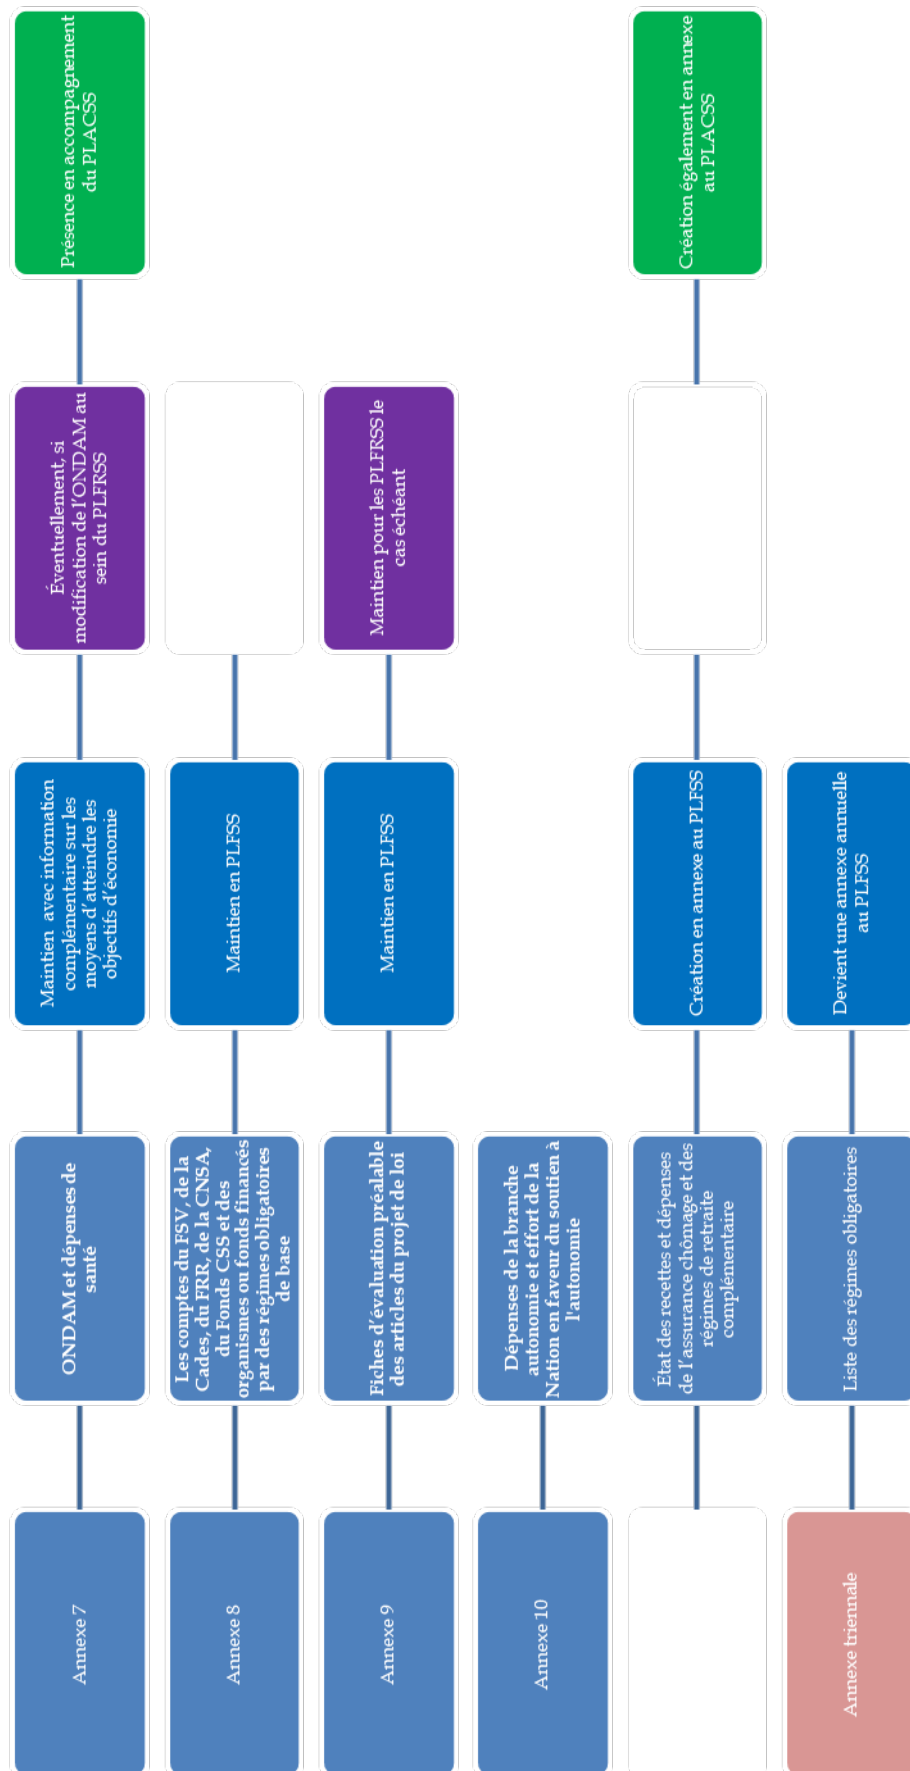 Annexe 7
ONDAM et dépenses de
santé
Maintien avec information
complémentaire sur les
moyens d'atteindre les
objectifs d'économie
Éventuellement, si
modification de l'ONDAM au
sein du PLFRSS
Présence en accompagnement
du PLACSS
Annexe 8
Les comptes du FSV, de la
Cades, du FRR, de la CNSA,
du Fonds CSS et des
organismes ou fonds financés
par des régimes obligatoires
de base
Maintien en PLFSS
Annexe 9
Fiches d'évaluation préalable
des articles du projet de loi
Maintien en PLFSS
Maintien pour les PLFRSS le
cas échéant
Annexe 10
Dépenses de la branche
autonomie et effort de la
Nation en faveur du soutien à
l'autonomie
État des recettes et dépenses
de l'assurance chômage et des
régimes de retraite
complémentaire
Création en annexe au PLFSS
Création également en annexe
au PLACSS
Annexe triennale
Liste des régimes obligatoires
Devient une annexe annuelle
au PLFSS